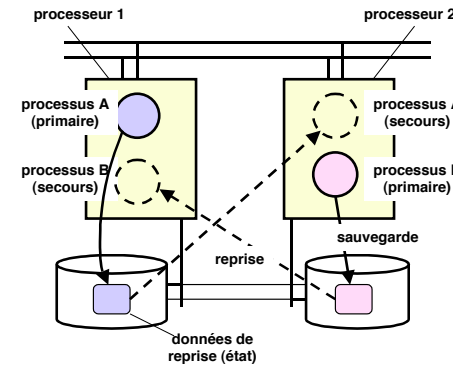 processeur 1
processeur 2
processus A
(primaire)
processus
(secours)
processus B
(secours)
processus
(primaire)
sauvegarde
reprise
données de
reprise (état)